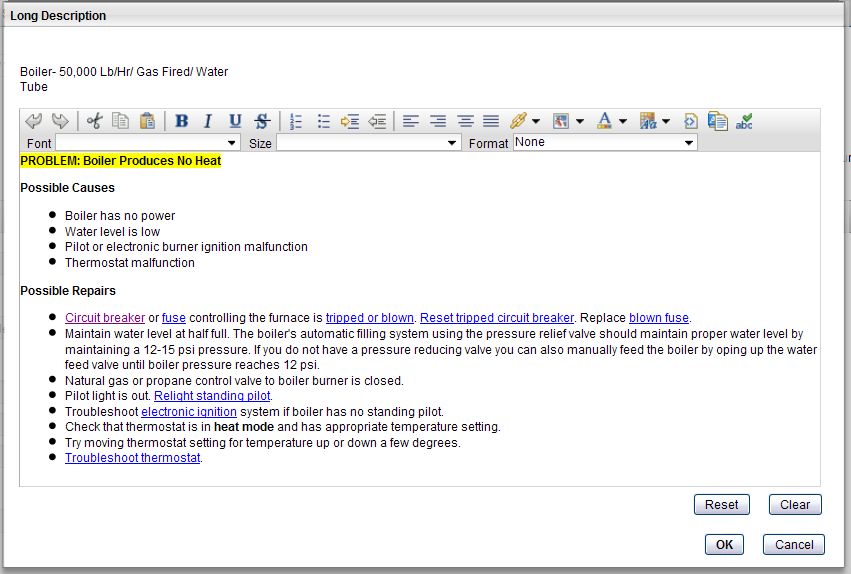 Long Description
Boiler- 50,000 Lb/Hr/ Gas Fired/ Water
Tube
B I U S
abc
Font Size Format None
PROBLEM: Boiler Produces No Heat
Possible Causes
Boiler has no power
Water level is low
Pilot or electronic burner ignition malfunction
Thermostat malfunction
Possible Repairs
Circuit breaker or fuse controlling the furnace is tripped or blown. Reset tripped circuit breaker. Replace blown fuse.
Maintain water level at half full. The boiler's automatic filling system using the pressure relief valve should maintain proper water level by
maintaining a 12-15 psi pressure. If you do not have a pressure reducing valve you can also manually feed the boiler by oping up the water
feed valve until boiler pressure reaches 12 psi.
Natural gas or propane control valve to boiler burner is closed.
Pilot light is out. Relight standing pilot.
Troubleshoot electronic ignition system if boiler has no standing pilot.
Check that thermostat is in heat mode and has appropriate temperature setting.
Try moving thermostat setting for temperature up or down a few degrees.
Troubleshoot thermostat.
Reset Clear
OK Cancel